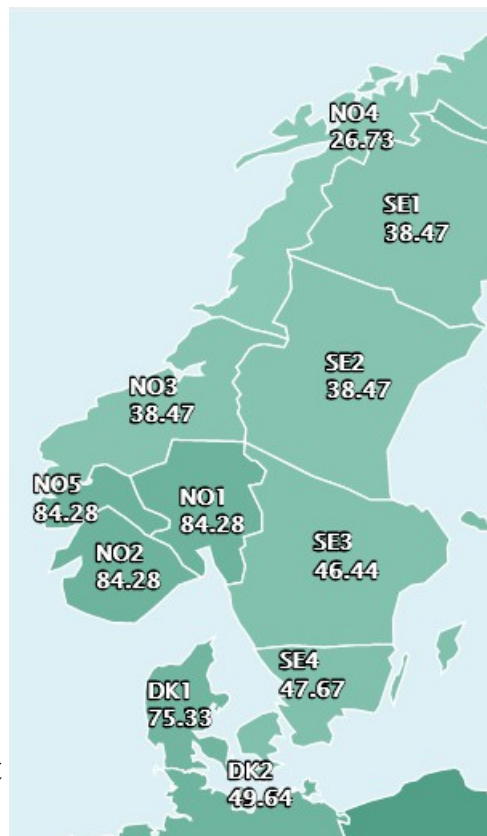 NO4
26.73
SE1
38.47
SE2
38.47
NO3
38.47
NO5
84.28
NO1
84.28
NO2
84.28
SE3
46.44
SE4
47.67
DK1
75.33
DK2
49.64